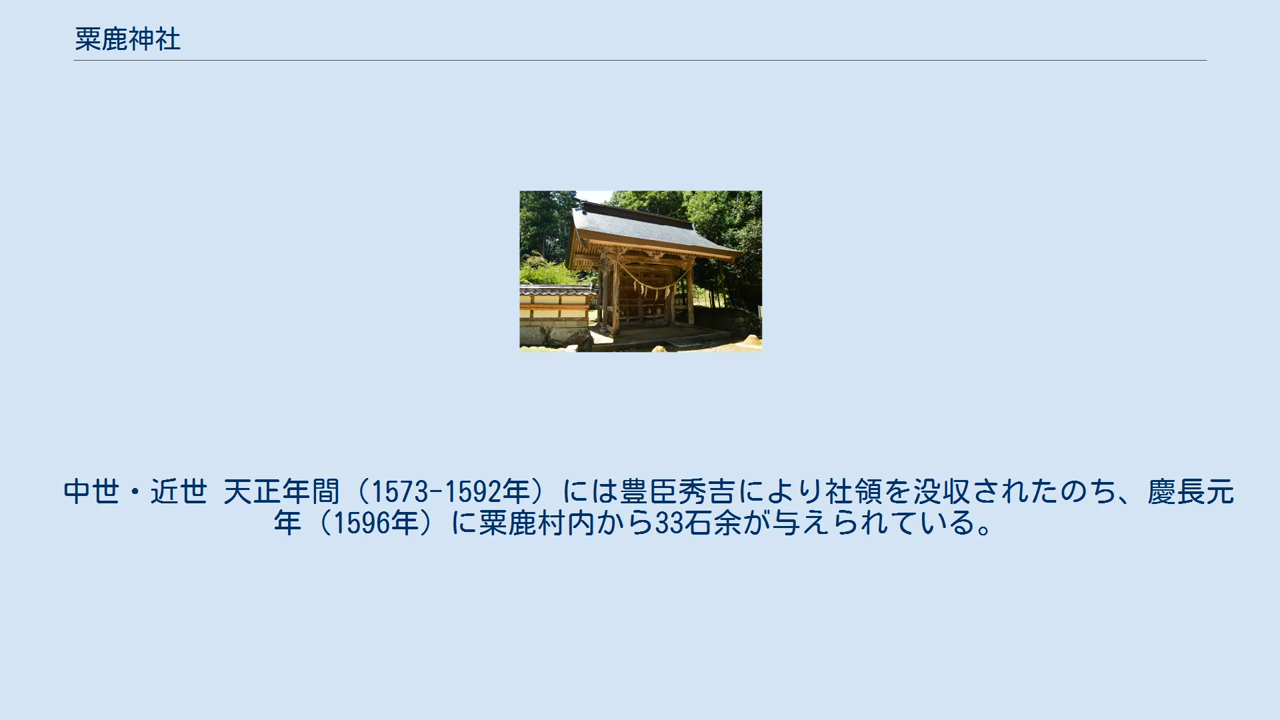 粟鹿神社
中世・近世 天正年間（1573-1592年）には豊臣秀吉により社領を没収されたのち、慶長元
年（1596年）に粟鹿村内から33石余が与えられている。